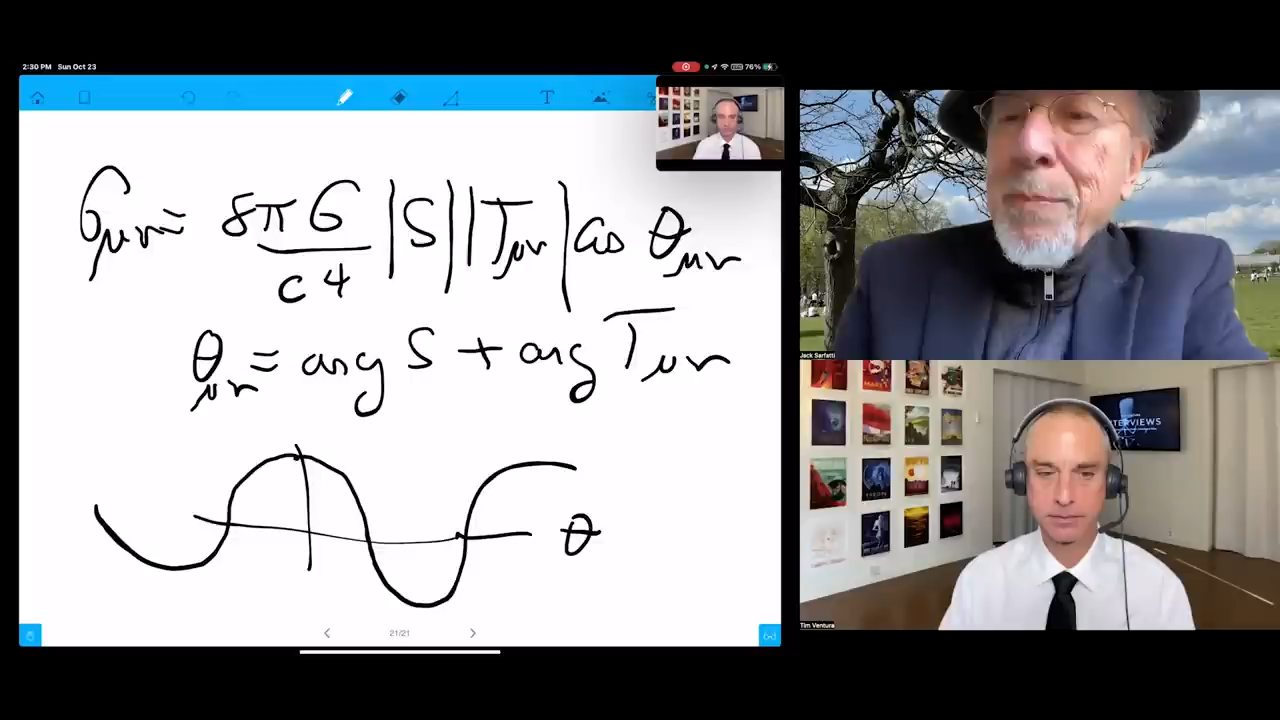 2:30 PM Sun Oct 23
76%
T
Gμν = 8πG/c4 |S||Tμν| cos θμν
θμν = arg S + arg Tμν
θ
21/21
Jack Sarfatti
TERVIEWS
Tim Ventura